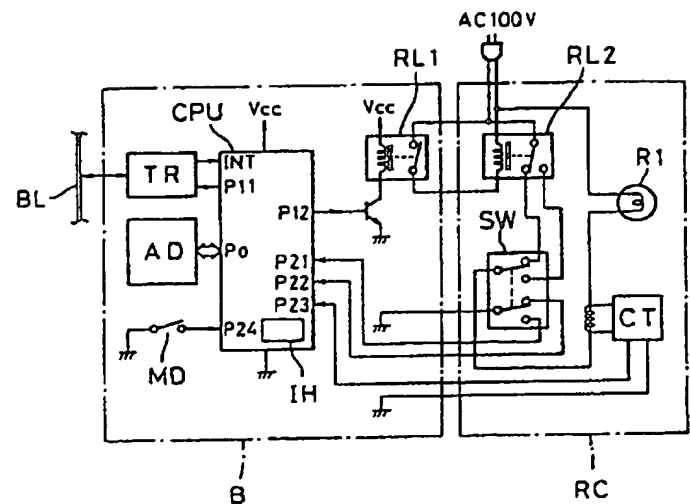 AC100V
RL1
RL2
CPU
Vcc
Vcc
INT
TR
P11
BL
R1
P12
SW
AD
Po
P21
P22
P23
CT
P24
MD
IH
B
RC